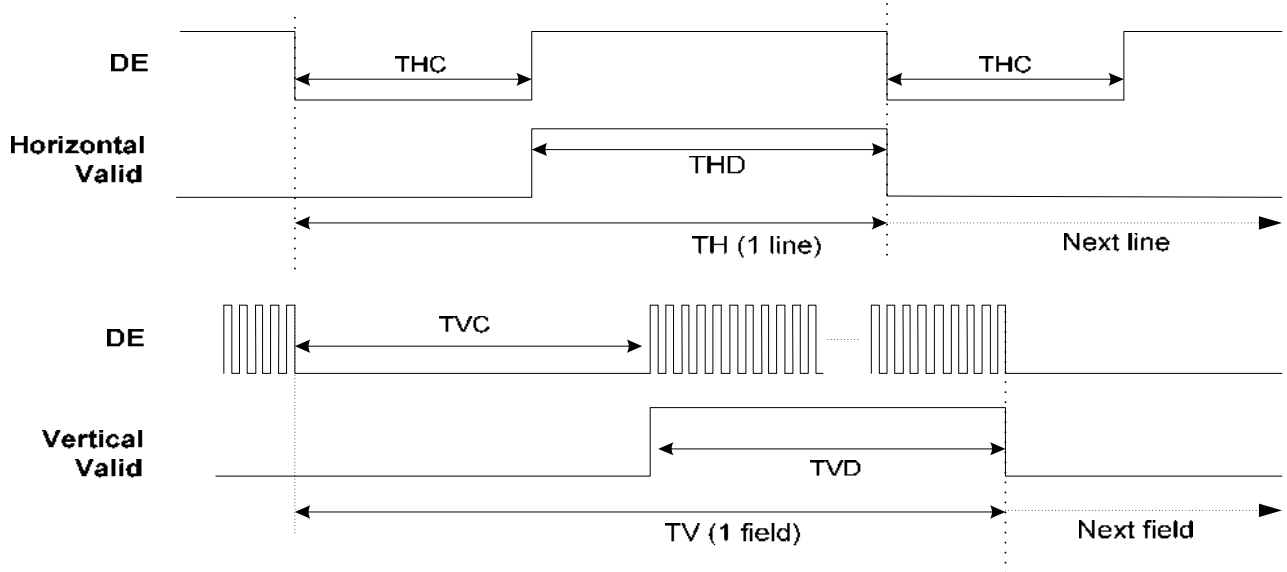 DE
THC
THC
Horizontal
Valid
THD
TH (1 line)
Next line
DE
TVC
Vertical
Valid
TVD
TV (1 field)
Next field